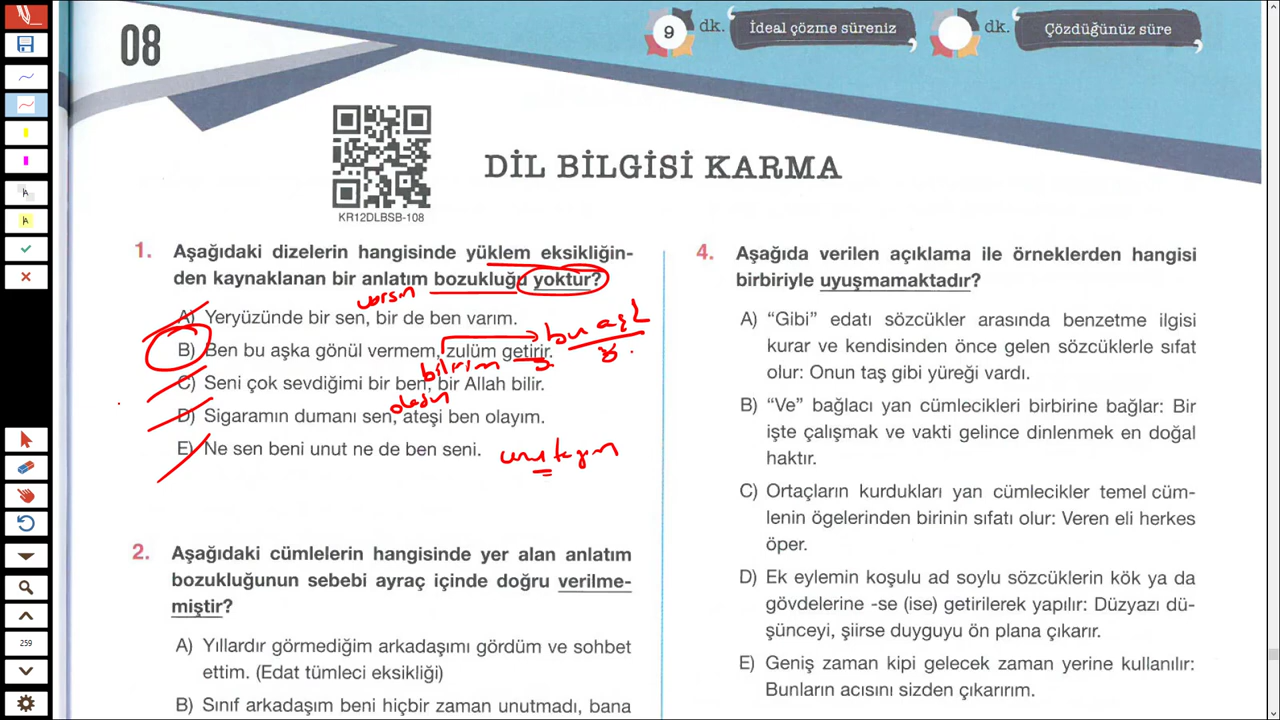 08
9 dk. İdeal çözme süreniz
dk. Çözdüğünüz süre
KR12DLBSB-108
DİL BİLGİSİ KARMA
1. Aşağıdaki dizelerin hangisinde yüklem eksikliğin-
den kaynaklanan bir anlatım bozukluğu yoktur?
varsın
A) Yeryüzünde bir sen, bir de ben varım.
bu aşk
B) Ben bu aşka gönül vermem, zulüm getirir.
bilirim
C) Seni çok sevdiğimi bir ben, bir Allah bilir.
olasın
D) Sigaramın dumanı sen, ateşi ben olayım.
E) Ne sen beni unut ne de ben seni.
unutayım
2. Aşağıdaki cümlelerin hangisinde yer alan anlatım
bozukluğunun sebebi ayraç içinde doğru verilme-
miştir?
A) Yıllardır görmediğim arkadaşımı gördüm ve sohbet
ettim. (Edat tümleci eksikliği)
B) Sınıf arkadaşım beni hiçbir zaman unutmadı, bana
4. Aşağıda verilen açıklama ile örneklerden hangisi
birbiriyle uyuşmamaktadır?
A) “Gibi” edatı sözcükler arasında benzetme ilgisi
kurar ve kendisinden önce gelen sözcüklerle sıfat
olur: Onun taş gibi yüreği vardı.
B) “Ve” bağlacı yan cümlecikleri birbirine bağlar: Bir
işte çalışmak ve vakti gelince dinlenmek en doğal
haktır.
C) Ortaçların kurdukları yan cümlecikler temel cüm-
lenin ögelerinden birinin sıfatı olur: Veren eli herkes
öper.
D) Ek eylemin koşulu ad soylu sözcüklerin kök ya da
gövdelerine -se (ise) getirilerek yapılır: Düzyazı dü-
şünceyi, şiirse duyguyu ön plana çıkarır.
E) Geniş zaman kipi gelecek zaman yerine kullanılır:
Bunların acısını sizden çıkarırım.
259